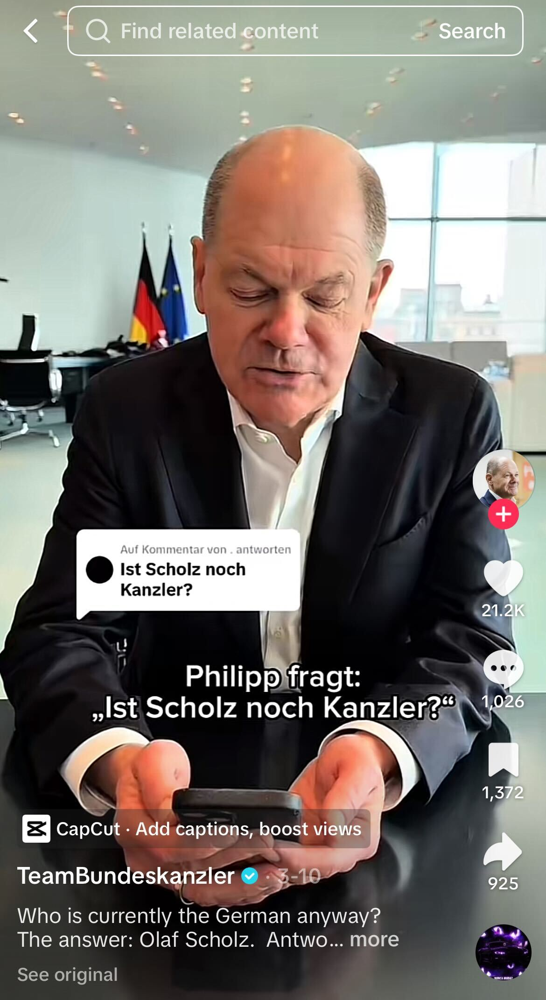 Find related content
Search
Auf Kommentar von . antworten
Ist Scholz noch
Kanzler?
21.2K
Philipp fragt:
„Ist Scholz noch Kanzler?“
1,026
1,372
CapCut · Add captions, boost views
TeamBundeskanzler · 3-10
925
Who is currently the German anyway?
The answer: Olaf Scholz.  Antwo... more
See original